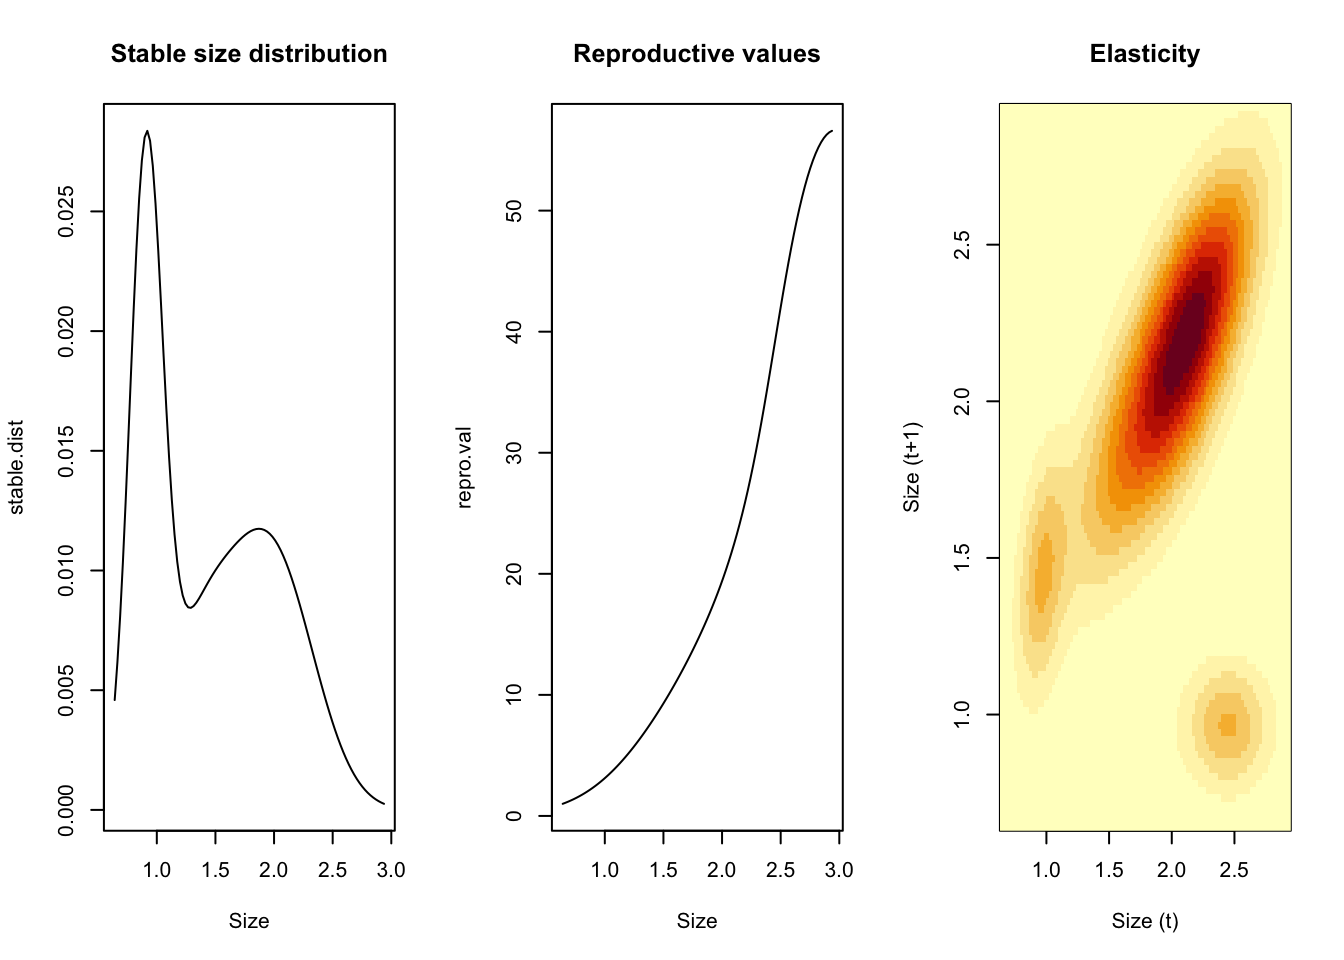 Stable size distribution
stable.dist
0.000
0.005
0.010
0.015
0.020
0.025
1.0 1.5 2.0 2.5 3.0
Size
Reproductive values
repro.val
0
10
20
30
40
50
1.0 1.5 2.0 2.5 3.0
Size
Elasticity
Size (t+1)
1.0
1.5
2.0
2.5
1.0 1.5 2.0 2.5
Size (t)